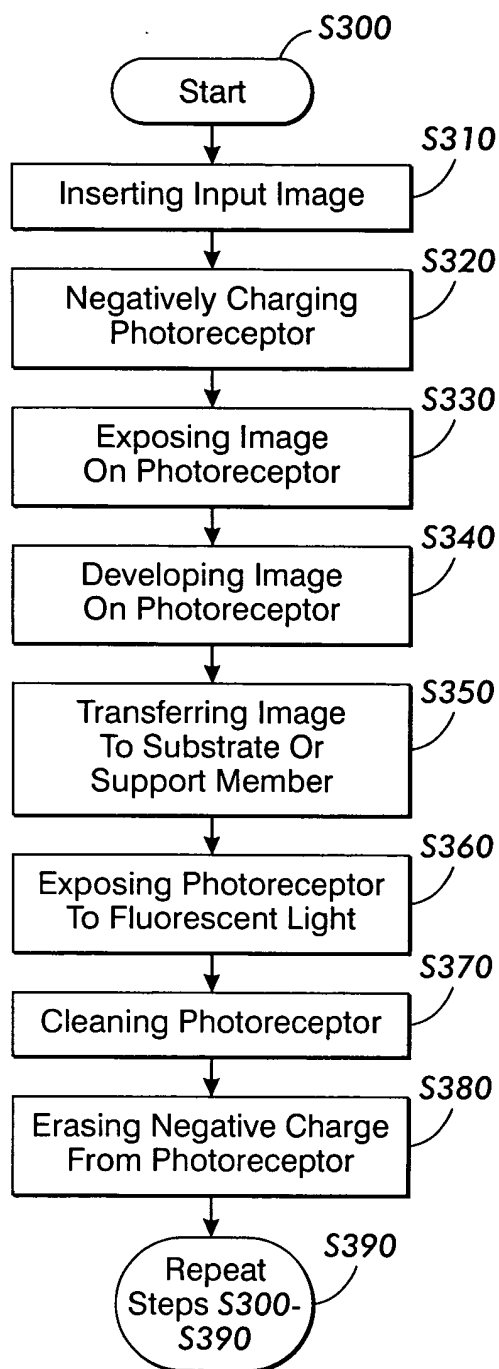 S300
Start
S310
Inserting Input Image
S320
Negatively Charging
Photoreceptor
S330
Exposing Image
On Photoreceptor
S340
Developing Image
On Photoreceptor
S350
Transferring Image
To Substrate Or
Support Member
S360
Exposing Photoreceptor
To Fluorescent Light
S370
Cleaning Photoreceptor
S380
Erasing Negative Charge
From Photoreceptor
S390
Repeat
Steps S300-
S390